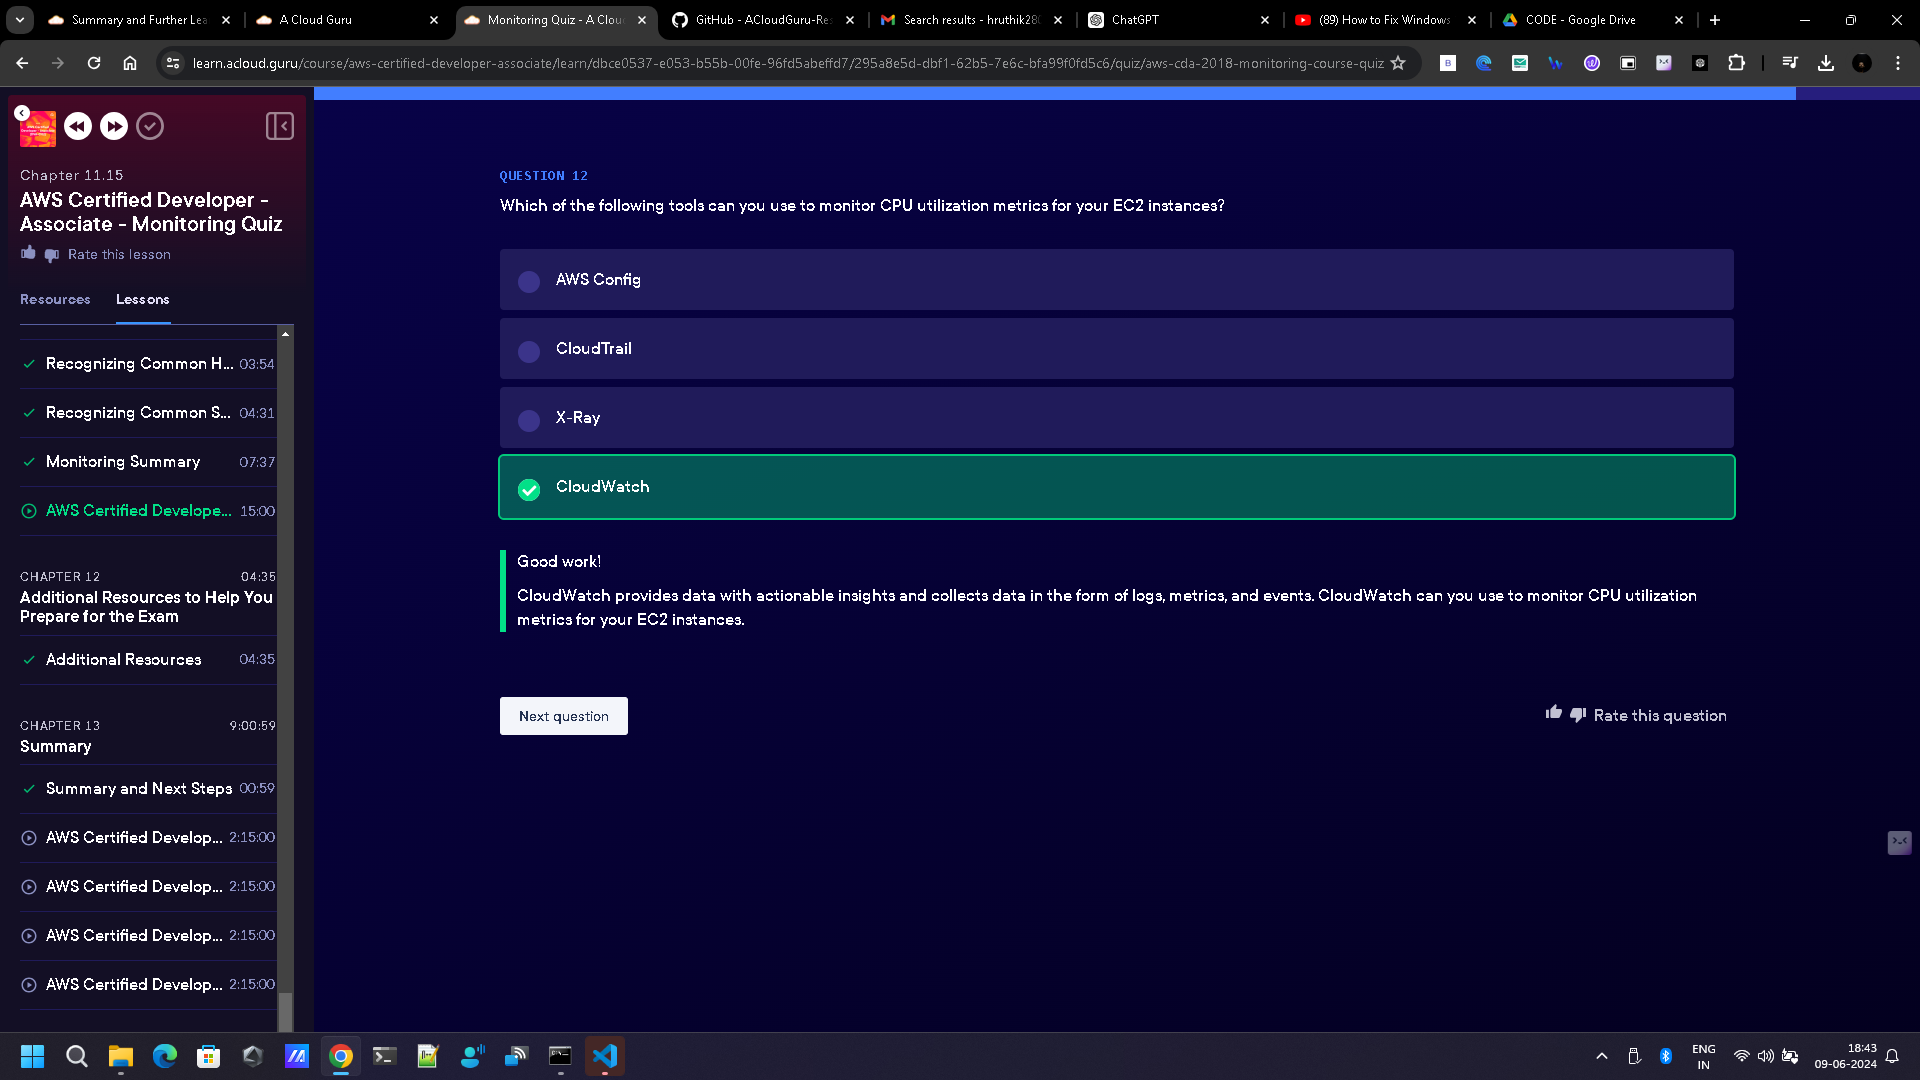 Summary and Further Lea
A Cloud Guru
Monitoring Quiz - A Cloud
GitHub - ACloudGuru-Res
Search results - hruthik280
ChatGPT
(89) How to Fix Windows
CODE - Google Drive
learn.acloud.guru/course/aws-certified-developer-associate/learn/dbce0537-e053-b55b-00fe-96fd5abeffd7/295a8e5d-dbf1-62b5-7e6c-bfa99f0fd5c6/quiz/aws-cda-2018-monitoring-course-quiz
Chapter 11.15
AWS Certified Developer -
Associate - Monitoring Quiz
Rate this lesson
Resources
Lessons
Recognizing Common H... 03:54
Recognizing Common S... 04:31
Monitoring Summary 07:37
AWS Certified Develope... 15:00
CHAPTER 12 04:35
Additional Resources to Help You
Prepare for the Exam
Additional Resources 04:35
CHAPTER 13 9:00:59
Summary
Summary and Next Steps 00:59
AWS Certified Develop... 2:15:00
AWS Certified Develop... 2:15:00
AWS Certified Develop... 2:15:00
AWS Certified Develop... 2:15:00
QUESTION 12
Which of the following tools can you use to monitor CPU utilization metrics for your EC2 instances?
AWS Config
CloudTrail
X-Ray
CloudWatch
Good work!
CloudWatch provides data with actionable insights and collects data in the form of logs, metrics, and events. CloudWatch can you use to monitor CPU utilization
metrics for your EC2 instances.
Next question
Rate this question
ENG
IN
18:43
09-06-2024